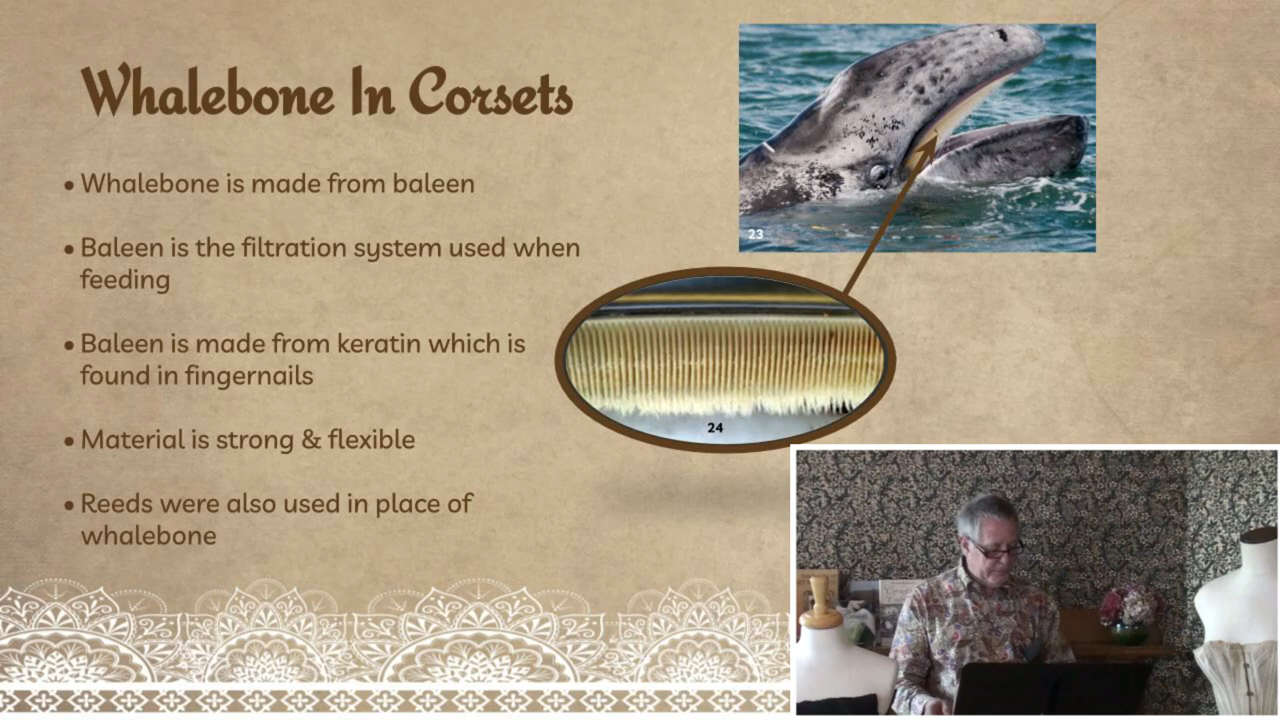 Whalebone In Corsets
• Whalebone is made from baleen
• Baleen is the filtration system used when
feeding
• Baleen is made from keratin which is
found in fingernails
• Material is strong & flexible
• Reeds were also used in place of
whalebone
23
24